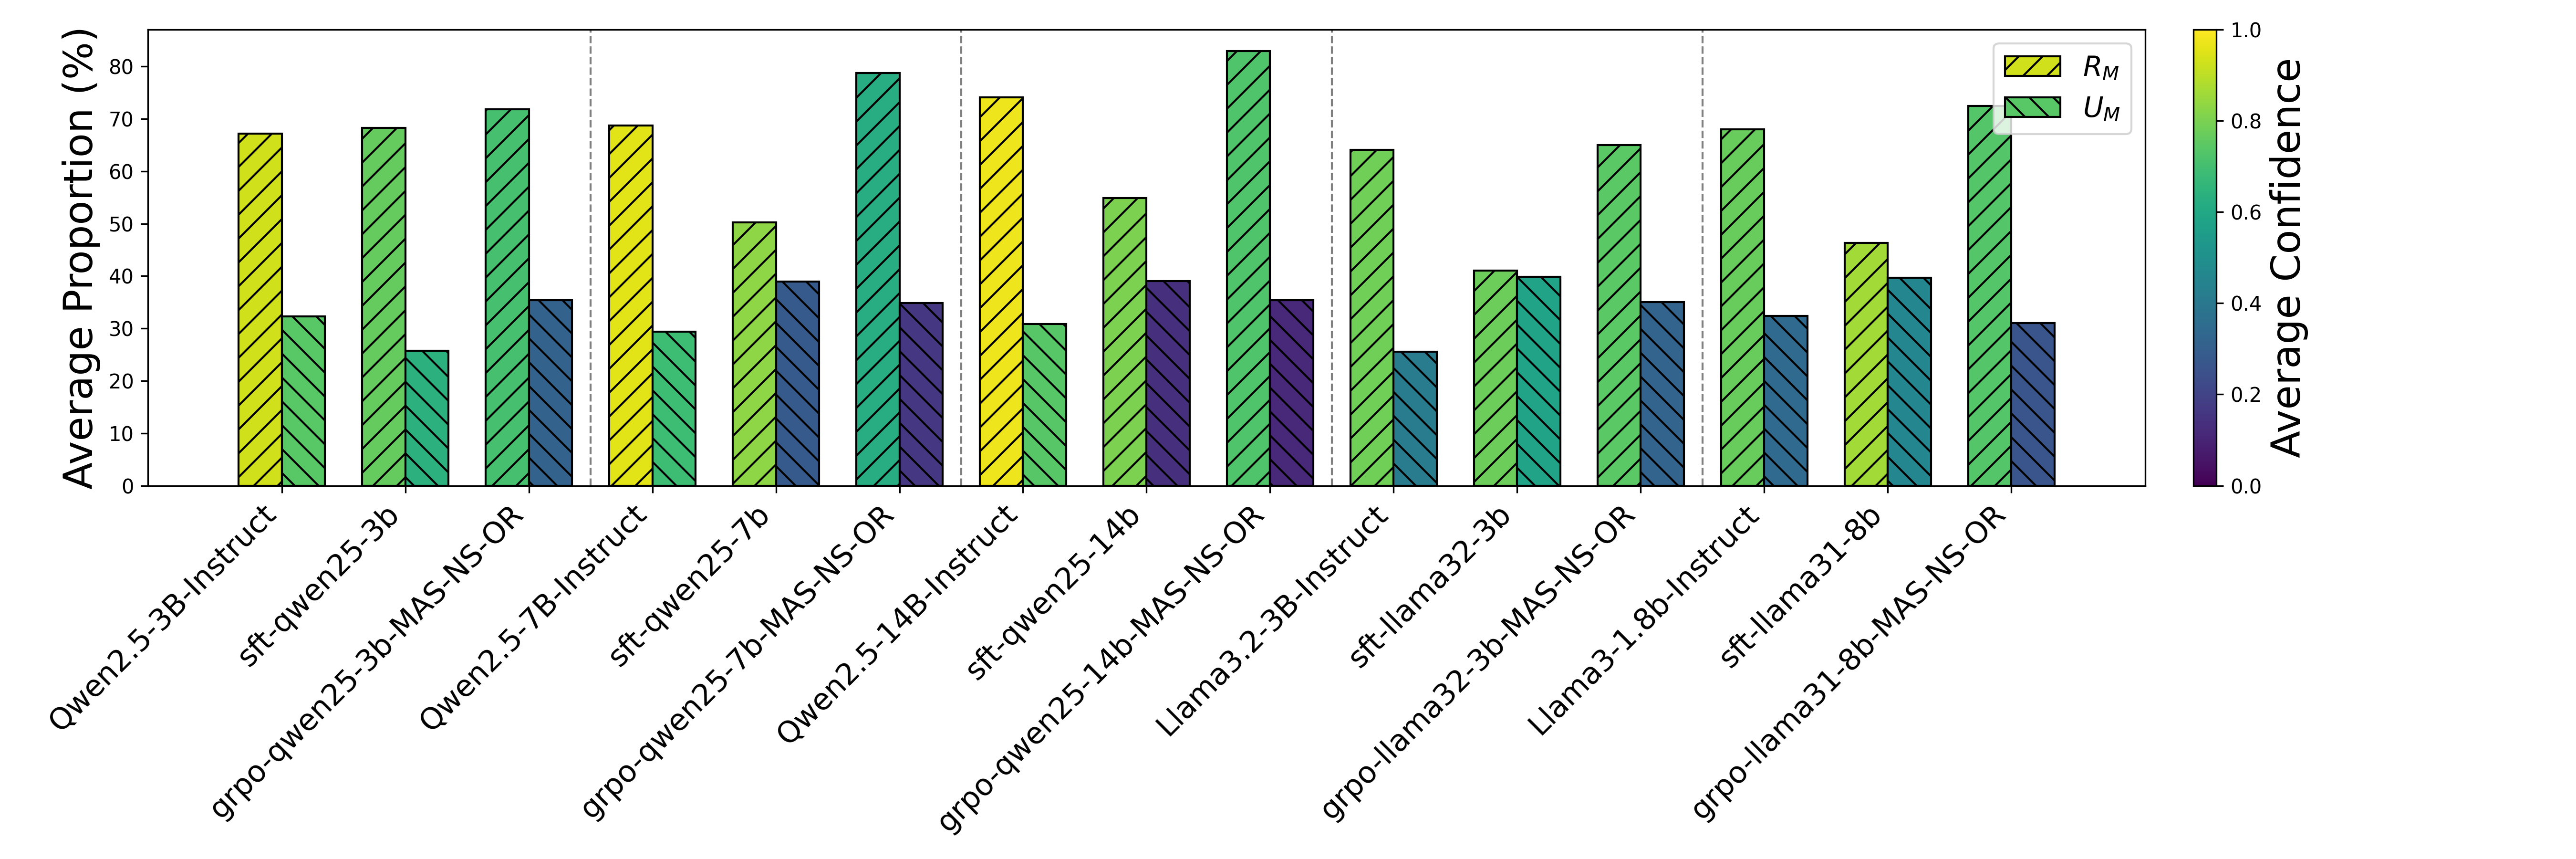 Average Proportion (%)
80
70
60
50
40
30
20
10
0
R_M
U_M
Qwen2.5-3B-Instruct
sft-qwen25-3b
grpo-qwen25-3b-MAS-NS-OR
Qwen2.5-7B-Instruct
sft-qwen25-7b
grpo-qwen25-7b-MAS-NS-OR
Qwen2.5-14B-Instruct
sft-qwen25-14b
grpo-qwen25-14b-MAS-NS-OR
Llama3.2-3B-Instruct
sft-llama32-3b
grpo-llama32-3b-MAS-NS-OR
Llama3-1.8b-Instruct
sft-llama31-8b
grpo-llama31-8b-MAS-NS-OR
1.0
0.8
0.6
0.4
0.2
0.0
Average Confidence